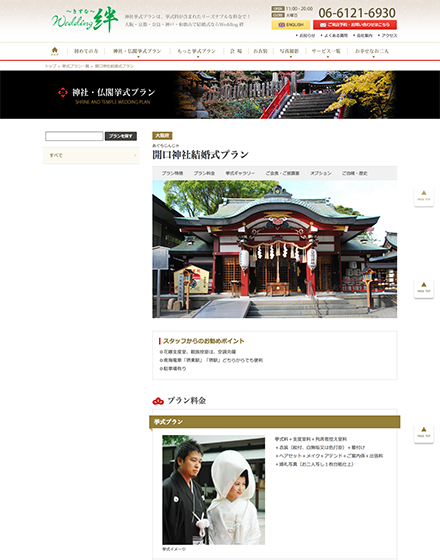 ～きずな～
Wedding 絆
神社挙式プランは、挙式料が含まれたリーズナブルな料金で！
大阪・京都・奈良・神戸・和歌山で結婚式ならWedding 絆
OPEN 11:00 - 20:00
CLOSE 火曜日
06-6121-6930
ENGLISH
ご来店予約・お問い合わせはこちら
お知らせ
よくある質問
会社案内
アクセス
初めての方
神社・仏閣挙式プラン
もっと挙式プラン
会 場
お衣裳
写真撮影
サービス一覧
お幸せなお二人
トップ > 挙式プラン一覧 > 開口神社結婚式プラン
神社・仏閣挙式プラン
SHRINE AND TEMPLE WEDDING PLAN
プランを探す
すべて
大阪府
あぐちじんじゃ
開口神社結婚式プラン
プラン特徴
プラン料金
挙式ギャラリー
ご会食・ご披露宴
オプション
ご由緒・歴史
PAGE TOP
スタッフからのお勧めポイント
※花嫁支度室、親族控室は、空調完備
※南海電車「堺東駅」「堺駅」どちらからでも便利
※駐車場有り
PAGE TOP
プラン料金
挙式プラン
PAGE TOP
挙式料＋支度室料＋列席者控え室料
＋衣裳（紋付、白無垢又は色打掛）＋着付け
＋ヘアセット＋メイク＋アテンド＋ご案内係＋出張料
＋婚礼写真（お二人写し１枚台紙仕上）
挙式イメージ